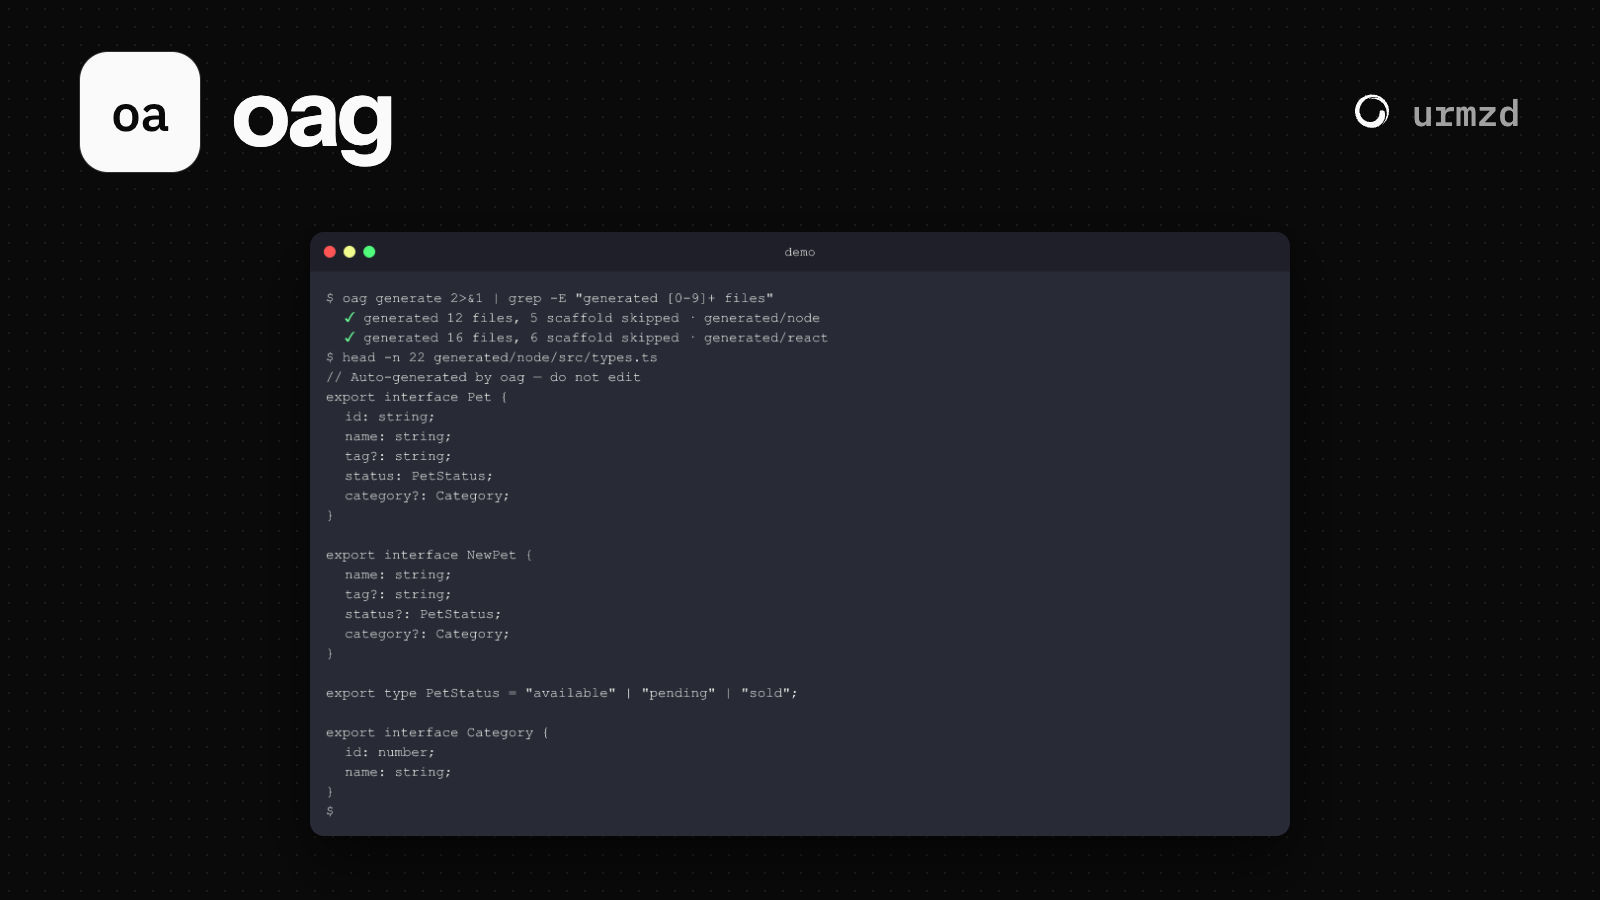 oa
oag
urmzd
demo
$ oag generate 2>&1 | grep -E "generated [0-9]+ files"
✓ generated 12 files, 5 scaffold skipped · generated/node
✓ generated 16 files, 6 scaffold skipped · generated/react
$ head -n 22 generated/node/src/types.ts
// Auto-generated by oag — do not edit
export interface Pet {
id: string;
name: string;
tag?: string;
status: PetStatus;
category?: Category;
}
export interface NewPet {
name: string;
tag?: string;
status?: PetStatus;
category?: Category;
}
export type PetStatus = "available" | "pending" | "sold";
export interface Category {
id: number;
name: string;
}
$